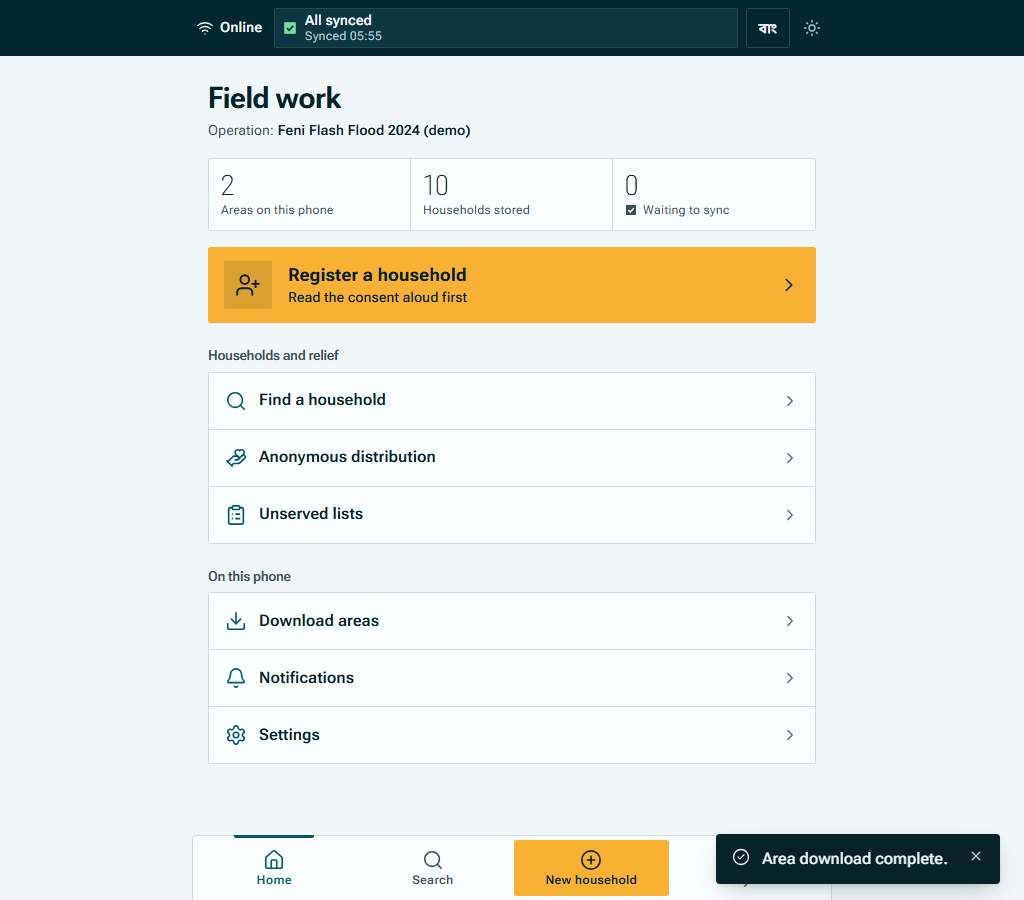 Online
All synced
Synced 05:55
বাং
Field work
Operation: Feni Flash Flood 2024 (demo)
2
Areas on this phone
10
Households stored
0
Waiting to sync
Register a household
Read the consent aloud first
Households and relief
Find a household
Anonymous distribution
Unserved lists
On this phone
Download areas
Notifications
Settings
Home
Search
New household
Area download complete.